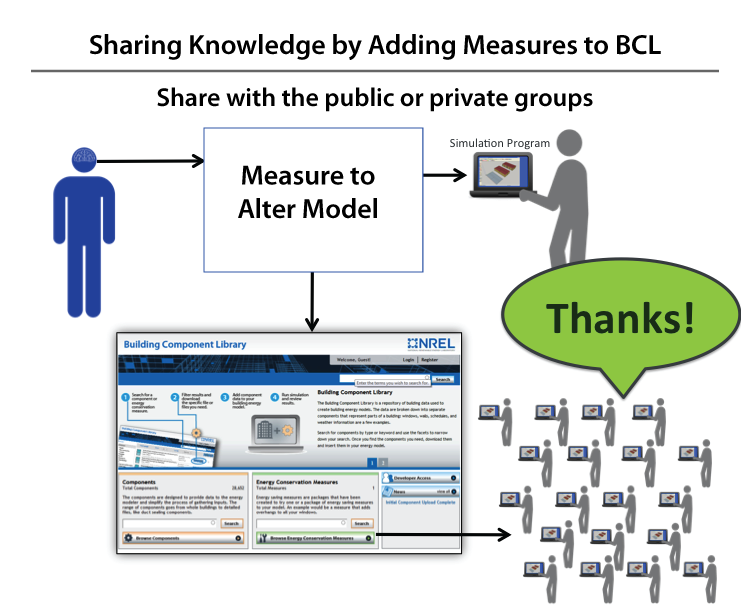 Sharing Knowledge by Adding Measures to BCL
Share with the public or private groups
Simulation Program
Measure to
Alter Model
Thanks!
Building Component Library
NREL
Welcome, Guest!
Login | Register
Enter the terms you wish to search for.
Search
1 Search for a
component or
energy
conservation
measure.
2 Filter results and
download
the specific file or
files you need.
3 Add component
data to your
building energy
model.
4 Run simulation
and review
results.
Building Component Library
The Building Component Library is a repository of building data used to
create building energy models. The data are broken down into separate
components that represent parts of a building: windows, walls, schedules, and
weather information are a few examples.
Search for components by type or keyword and use the facets to narrow
down your search. Once you find the components you need, download them
and insert them in your energy model.
1 2
Components
Total Components 28,602
The components are designed to provide data to the energy
modeler and simplify the process of gathering inputs. The
range of components goes from whole buildings to detailed
files, like duct sealing components.
Search
Browse Components
Energy Conservation Measures
Total Measures 1
Energy saving measures are packages that have been
created to try one or a package of energy saving measures
to your model. An example would be a measure that adds
overhangs to all your windows.
Search
Browse Energy Conservation Measures
Developer Access
News
view all
Initial Component Upload Complete